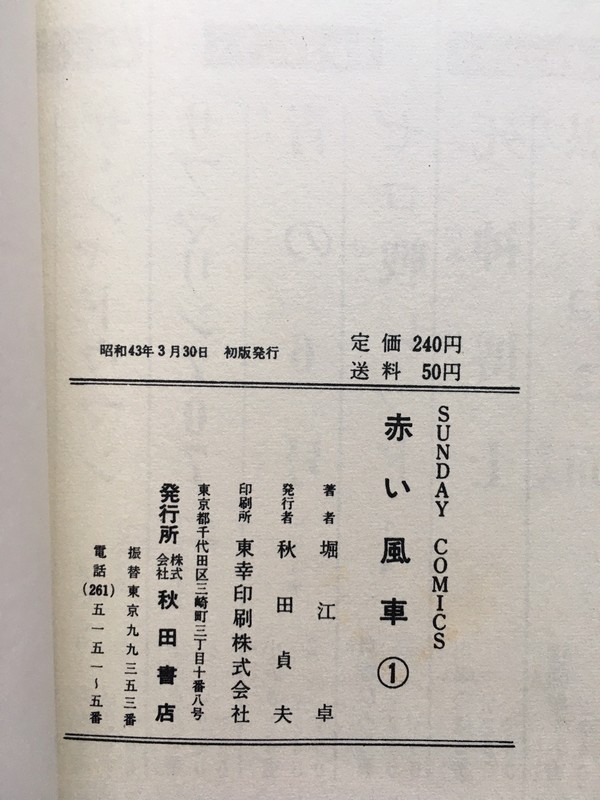 定価 240円
送料 50円
昭和43年3月30日 初版発行
SUNDAY COMICS
赤い風車①
著者 堀江卓
発行者 秋田貞夫
印刷所 東幸印刷株式会社
東京都千代田区三崎町三丁目十番八号
発行所 株式会社 秋田書店
振替東京九九三五三番
電話(261)五一五一〜五番